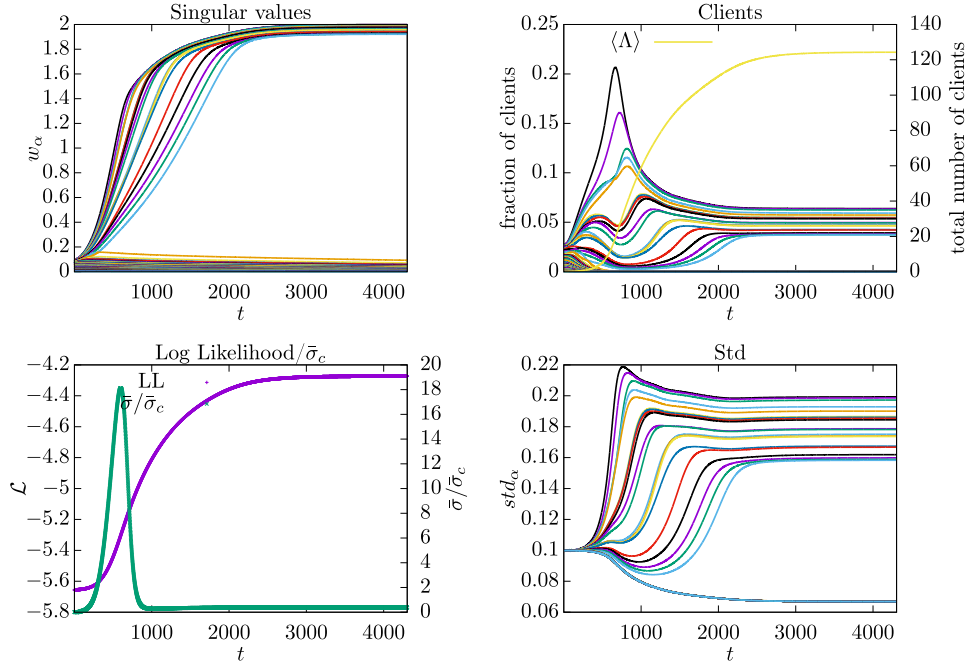 Singular values
2
1.8
1.6
1.4
1.2
1
0.8
0.6
0.4
0.2
0
w_α
1000 2000 3000 4000
t
Clients
⟨Λ⟩
0.25
0.2
0.15
0.1
0.05
0
fraction of clients
140
120
100
80
60
40
20
0
total number of clients
1000 2000 3000 4000
t
Log Likelihood/σ̄_c
LL
σ̄/σ̄_c
−4.2
−4.4
−4.6
−4.8
−5
−5.2
−5.4
−5.6
−5.8
ℒ
20
18
16
14
12
10
8
6
4
2
0
σ̄/σ̄_c
1000 2000 3000 4000
t
Std
0.22
0.2
0.18
0.16
0.14
0.12
0.1
0.08
0.06
std_α
1000 2000 3000 4000
t